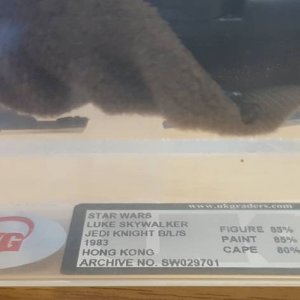 www.ukgraders.com
STAR WARS
LUKE SKYWALKER
JEDI KNIGHT B/L/S
1983
HONG KONG
ARCHIVE NO. SW029701
FIGURE 85%
PAINT 85%
CAPE 80%